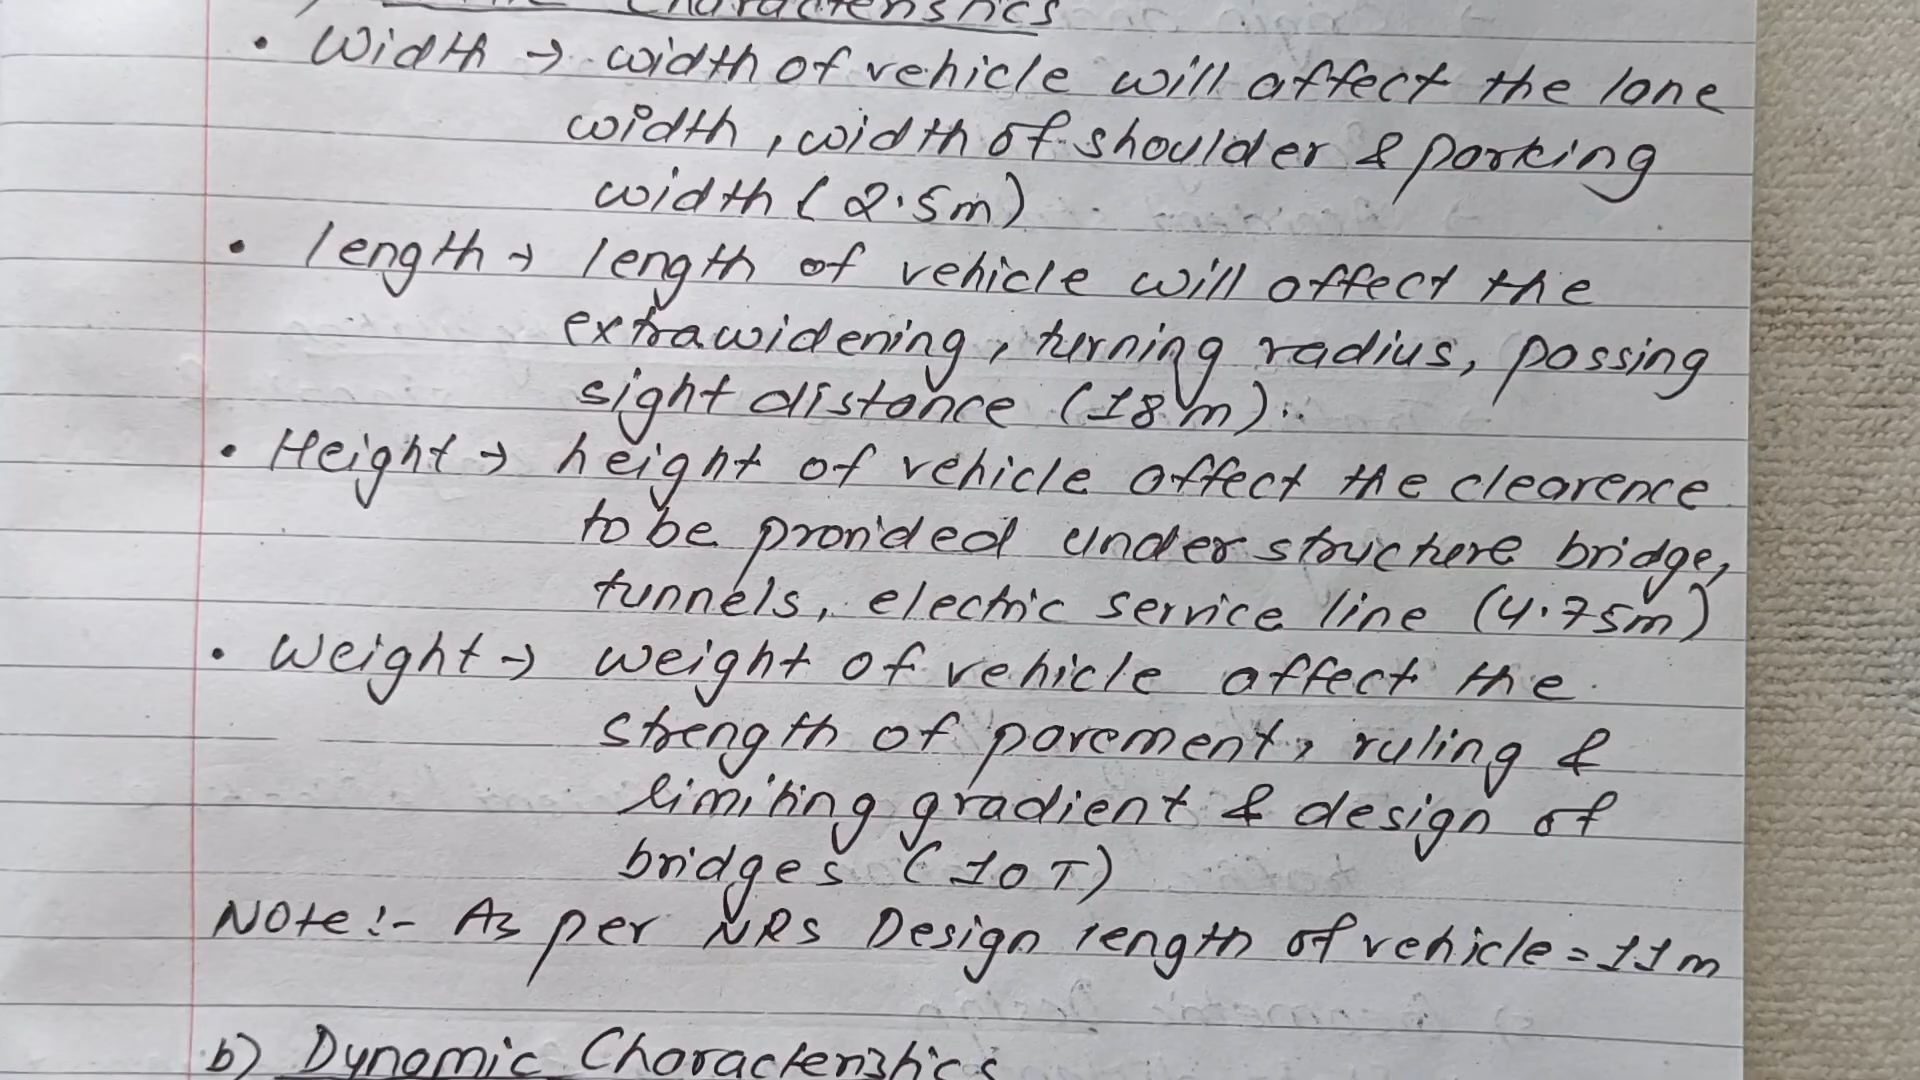 Characteristics
• Width → width of vehicle will affect the lane
width, width of shoulder & parking
width (2.5m)
• length → length of vehicle will affect the
extrawidening, turning radius, passing
sight distance (18m).
• Height → height of vehicle affect the clearence
to be provided under structure bridge,
tunnels, electric service line (4.75m)
• Weight → weight of vehicle affect the
strength of pavement, ruling &
limiting gradient & design of
bridges (10T)
Note:- As per NRS Design length of vehicle = 11m
b) Dynamic Characteristics